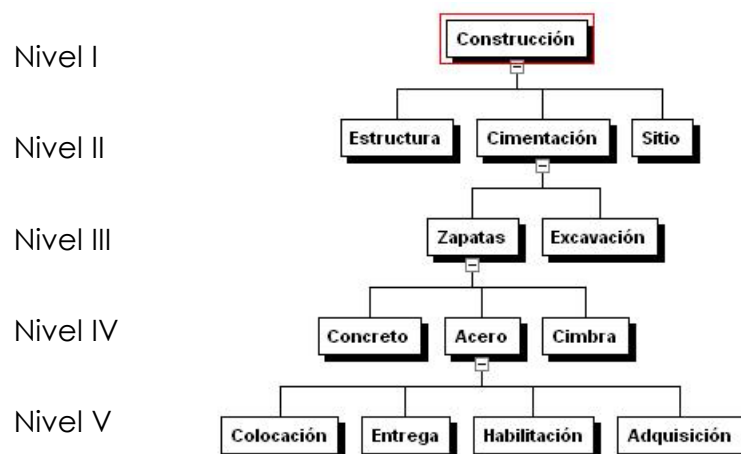 Nivel I
Construcción
Nivel II
Estructura
Cimentación
Sitio
Nivel III
Zapatas
Excavación
Nivel IV
Concreto
Acero
Cimbra
Nivel V
Colocación
Entrega
Habilitación
Adquisición